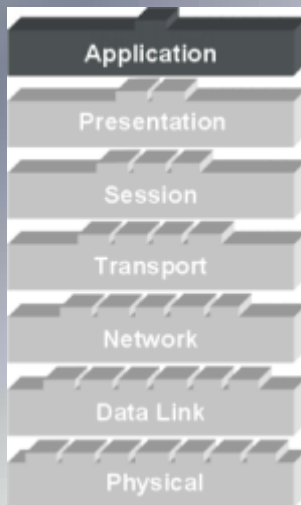 Application
Presentation
Session
Transport
Network
Data Link
Physical